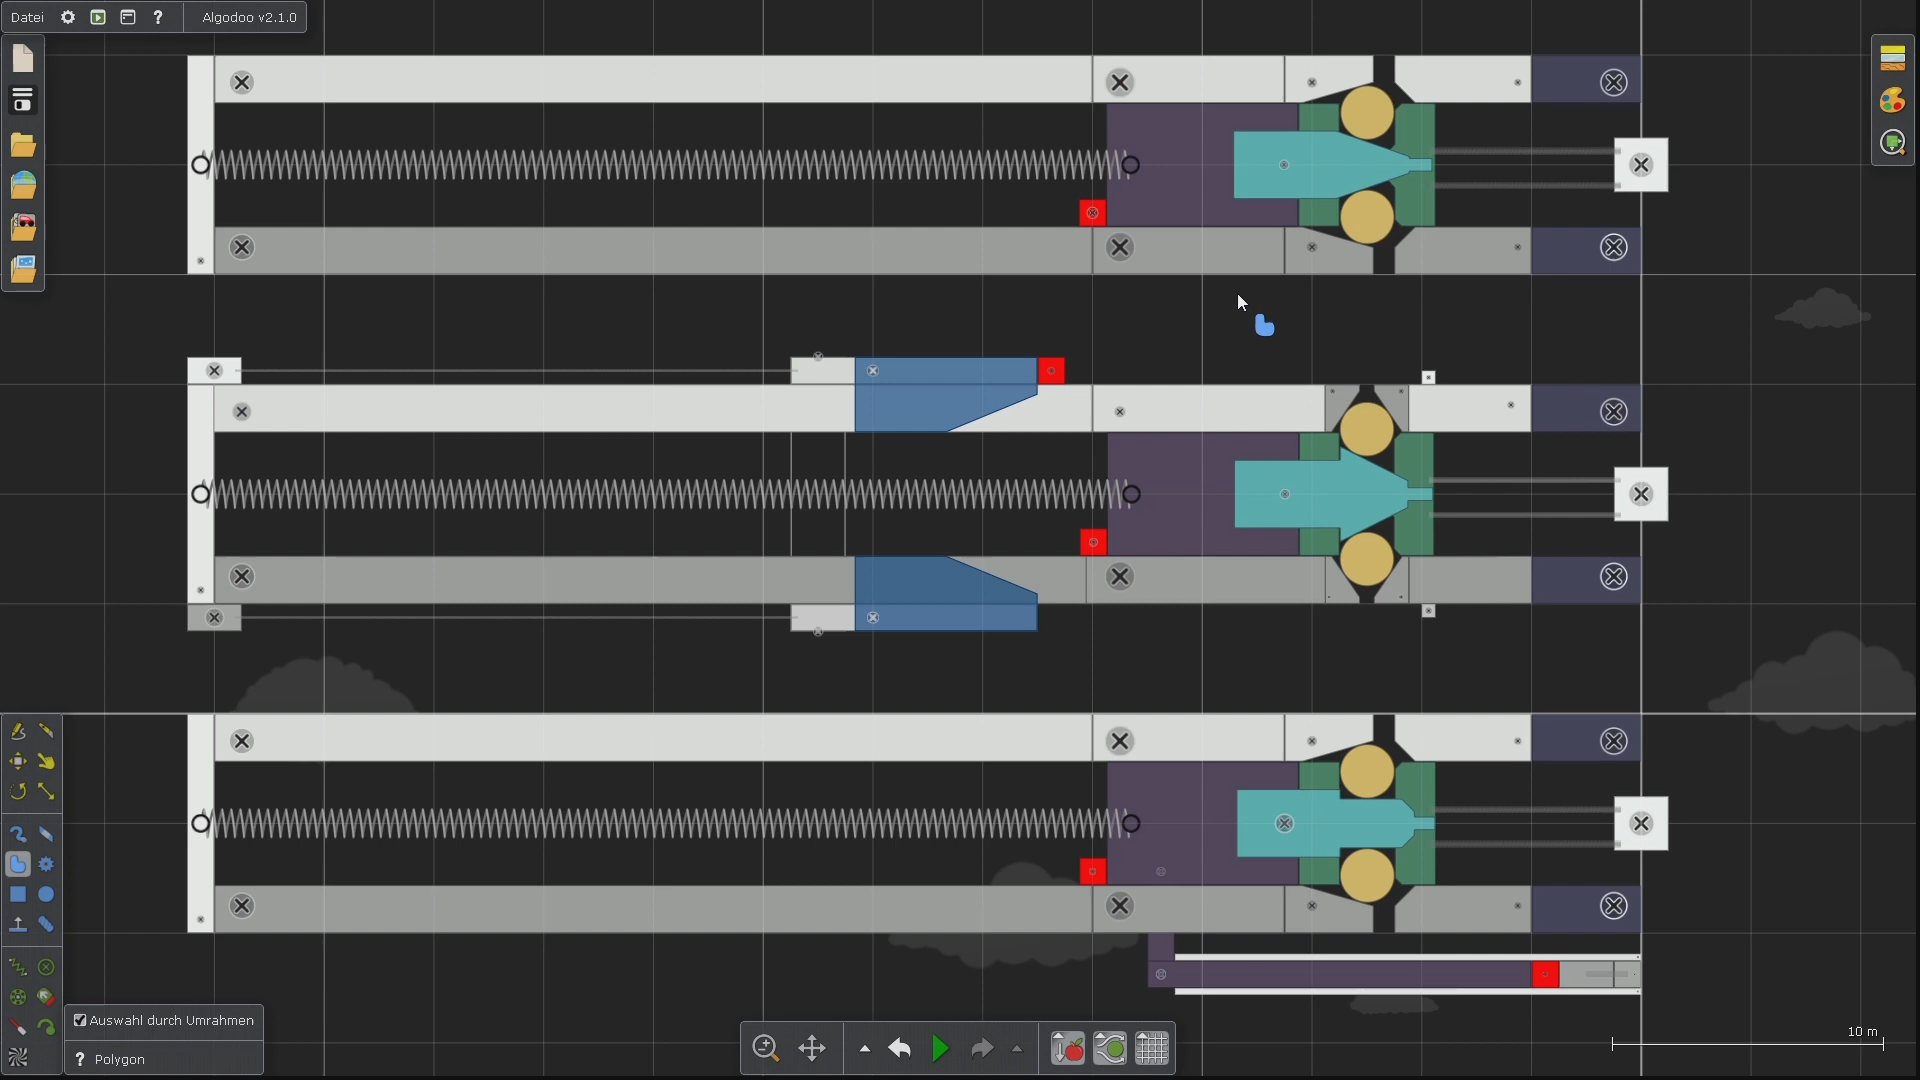 Datei ? Algodoo v2.1.0
Auswahl durch Umrahmen
? Polygon
10 m